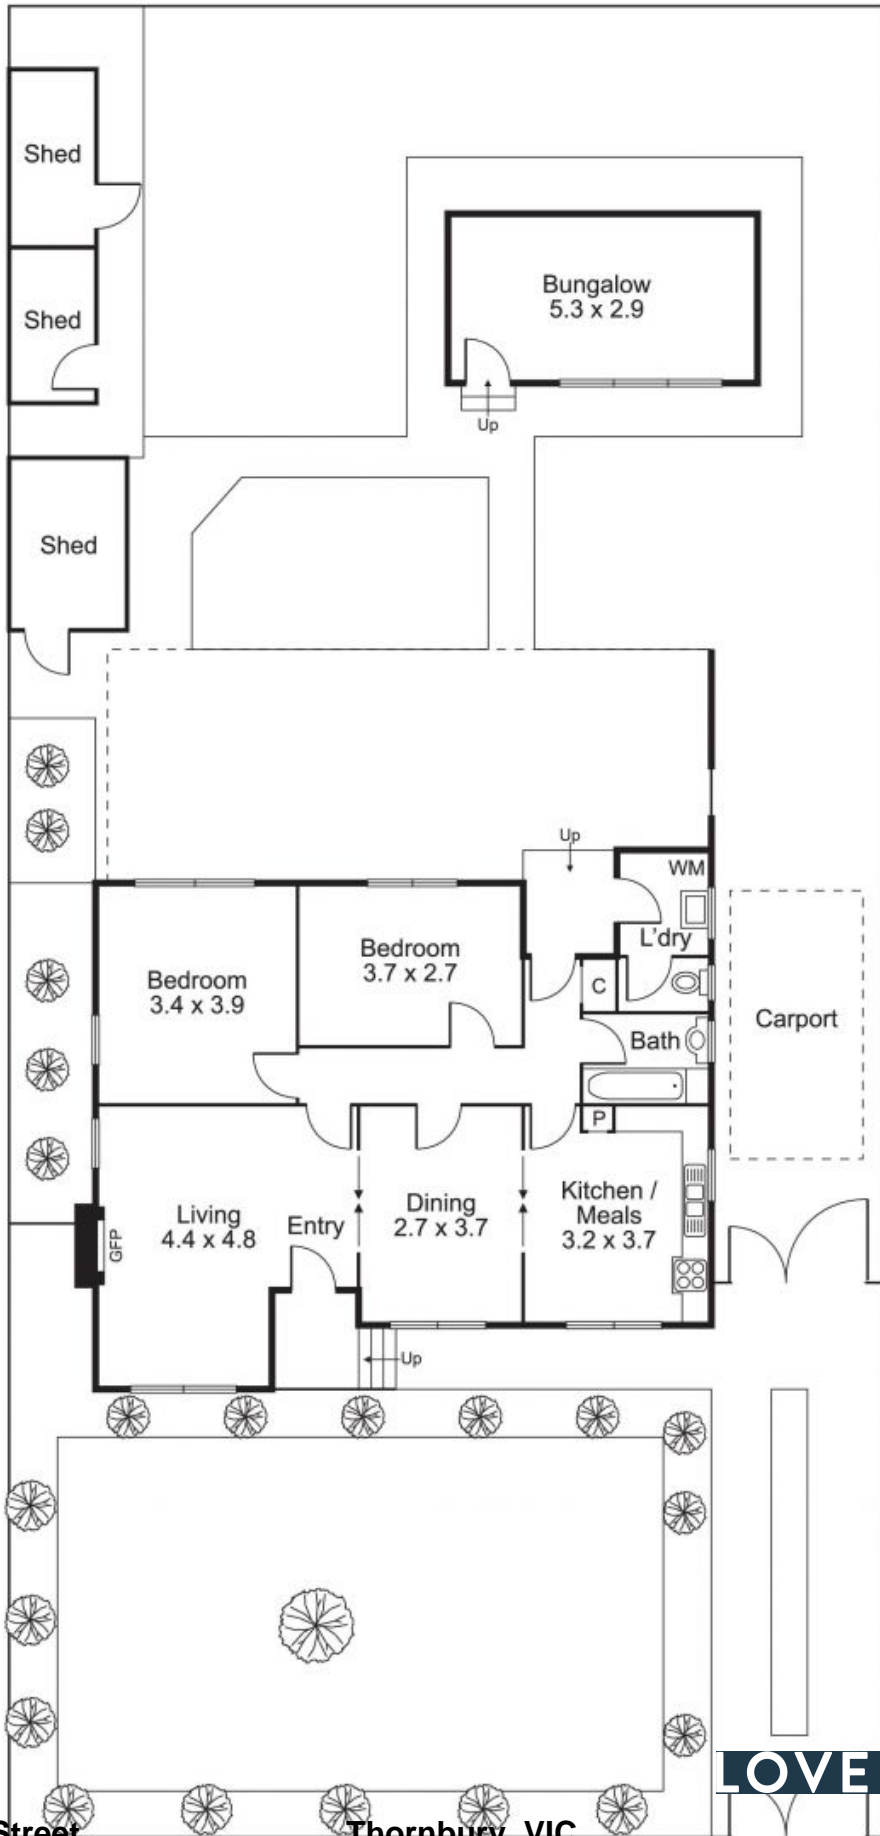 Shed
Shed
Bungalow
5.3 x 2.9
Up
Shed
Up
WM
L'dry
Bedroom
3.7 x 2.7
Bedroom
3.4 x 3.9
C
Bath
Carport
P
Kitchen /
Meals
3.2 x 3.7
Dining
2.7 x 3.7
Living
4.4 x 4.8
Entry
GFP
Up
LOVE
Street
Thornbury, VIC